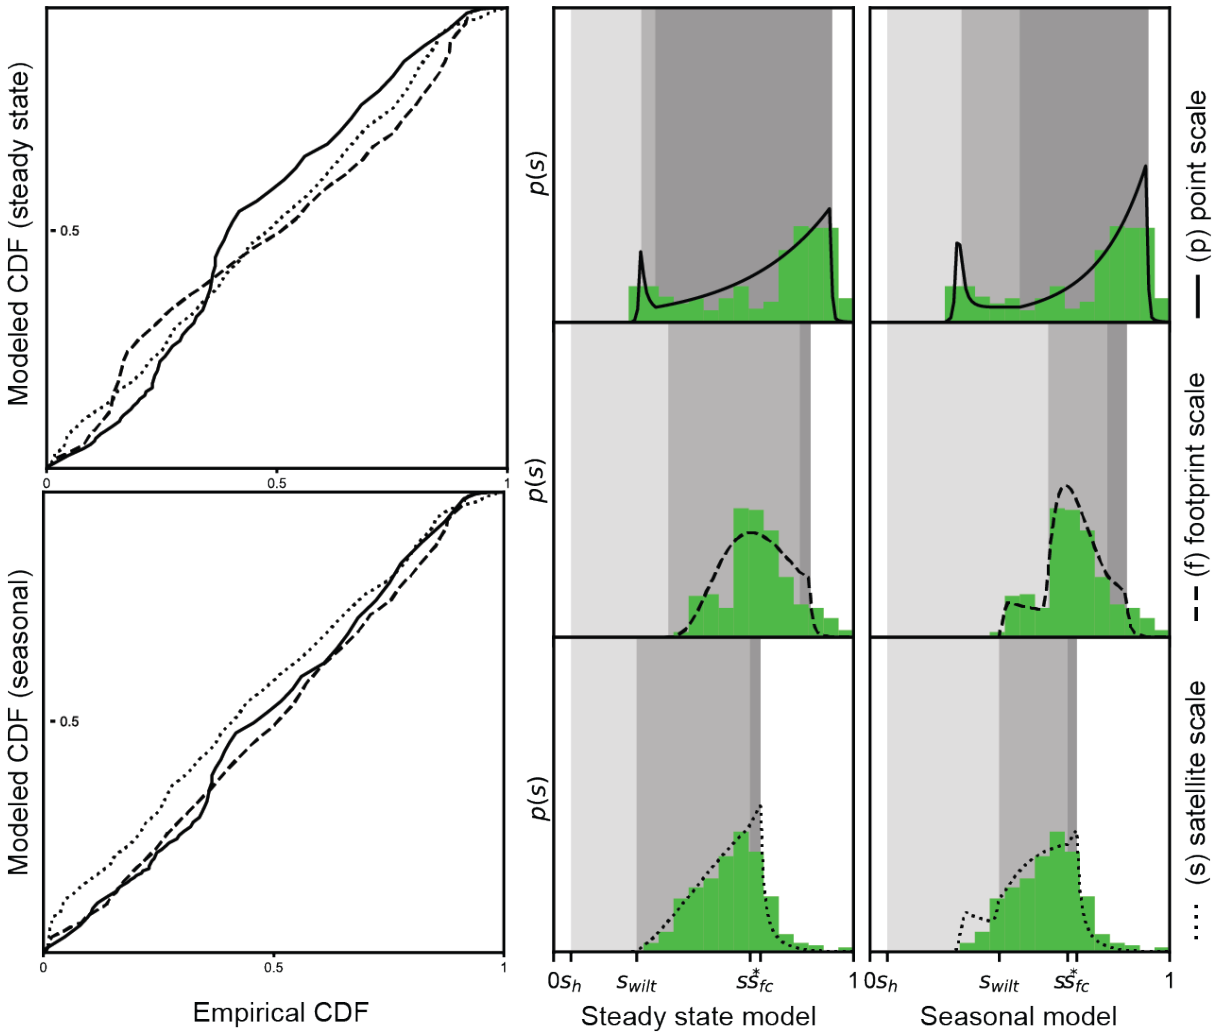 Modeled CDF (steady state)
0.5
0
0.5
1
Modeled CDF (seasonal)
0.5
0
0.5
1
Empirical CDF
p(s)
p(s)
p(s)
0 s_h s_wilt s s_fc^* 1
Steady state model
0 s_h s_wilt s s_fc^* 1
Seasonal model
(p) point scale
(f) footprint scale
(s) satellite scale